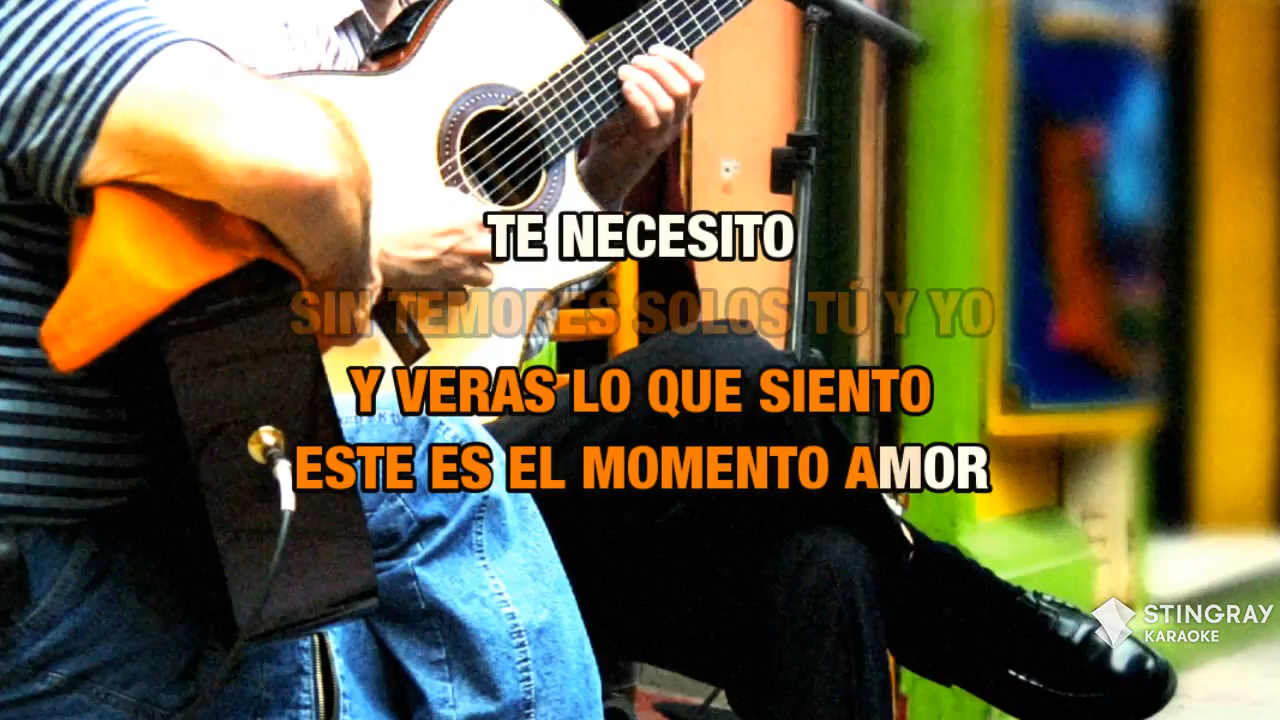 TE NECESITO
SIN TEMORES SOLOS TÚ Y YO
Y VERAS LO QUE SIENTO
ESTE ES EL MOMENTO AMOR
STINGRAY
KARAOKE